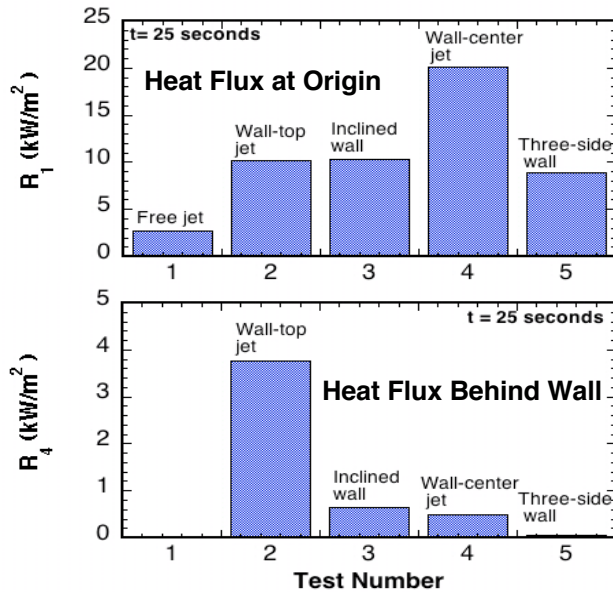 25
t= 25 seconds
Wall-center
jet
20
Heat Flux at Origin
15
Wall-top
jet
Inclined
wall
Three-side
wall
10
R1 (kW/m2)
Free jet
5
0
1 2 3 4 5
5
t = 25 seconds
Wall-top
jet
4
Heat Flux Behind Wall
3
R4 (kW/m2)
2
Inclined
wall
Wall-center
jet
Three-side
wall
1
0
1 2 3 4 5
Test Number